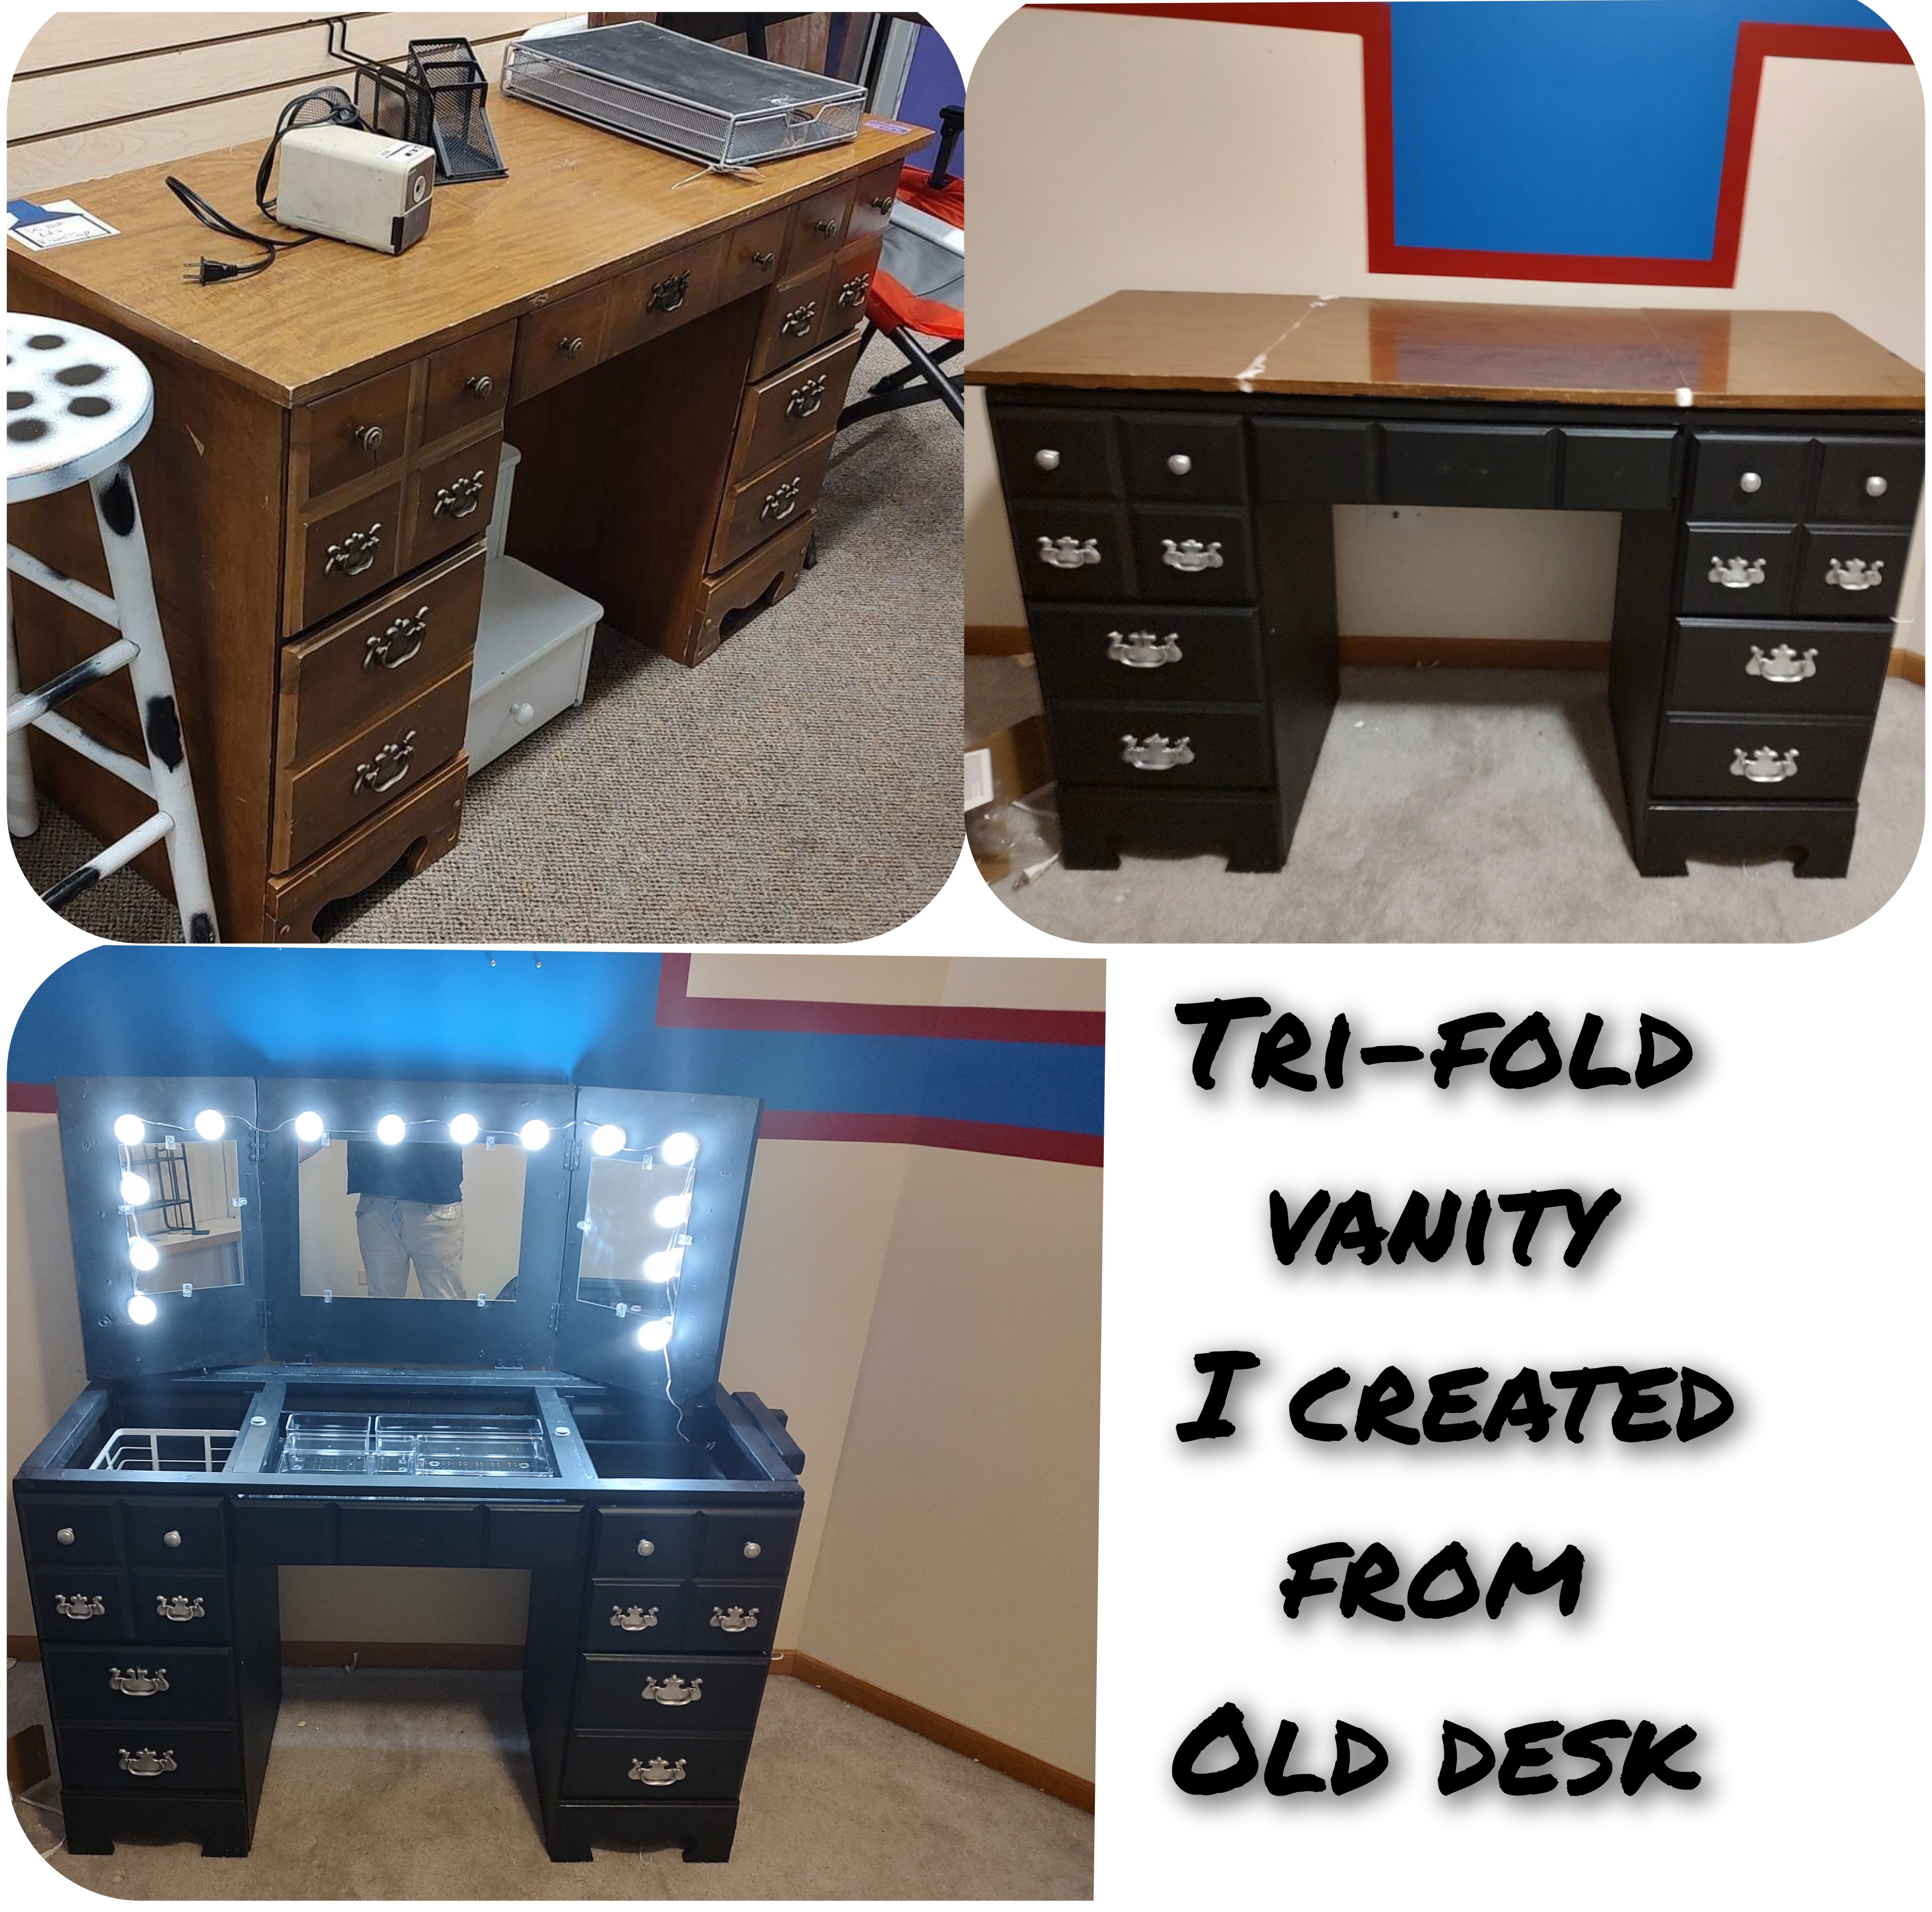 Tri-fold
vanity
I created
from
Old desk